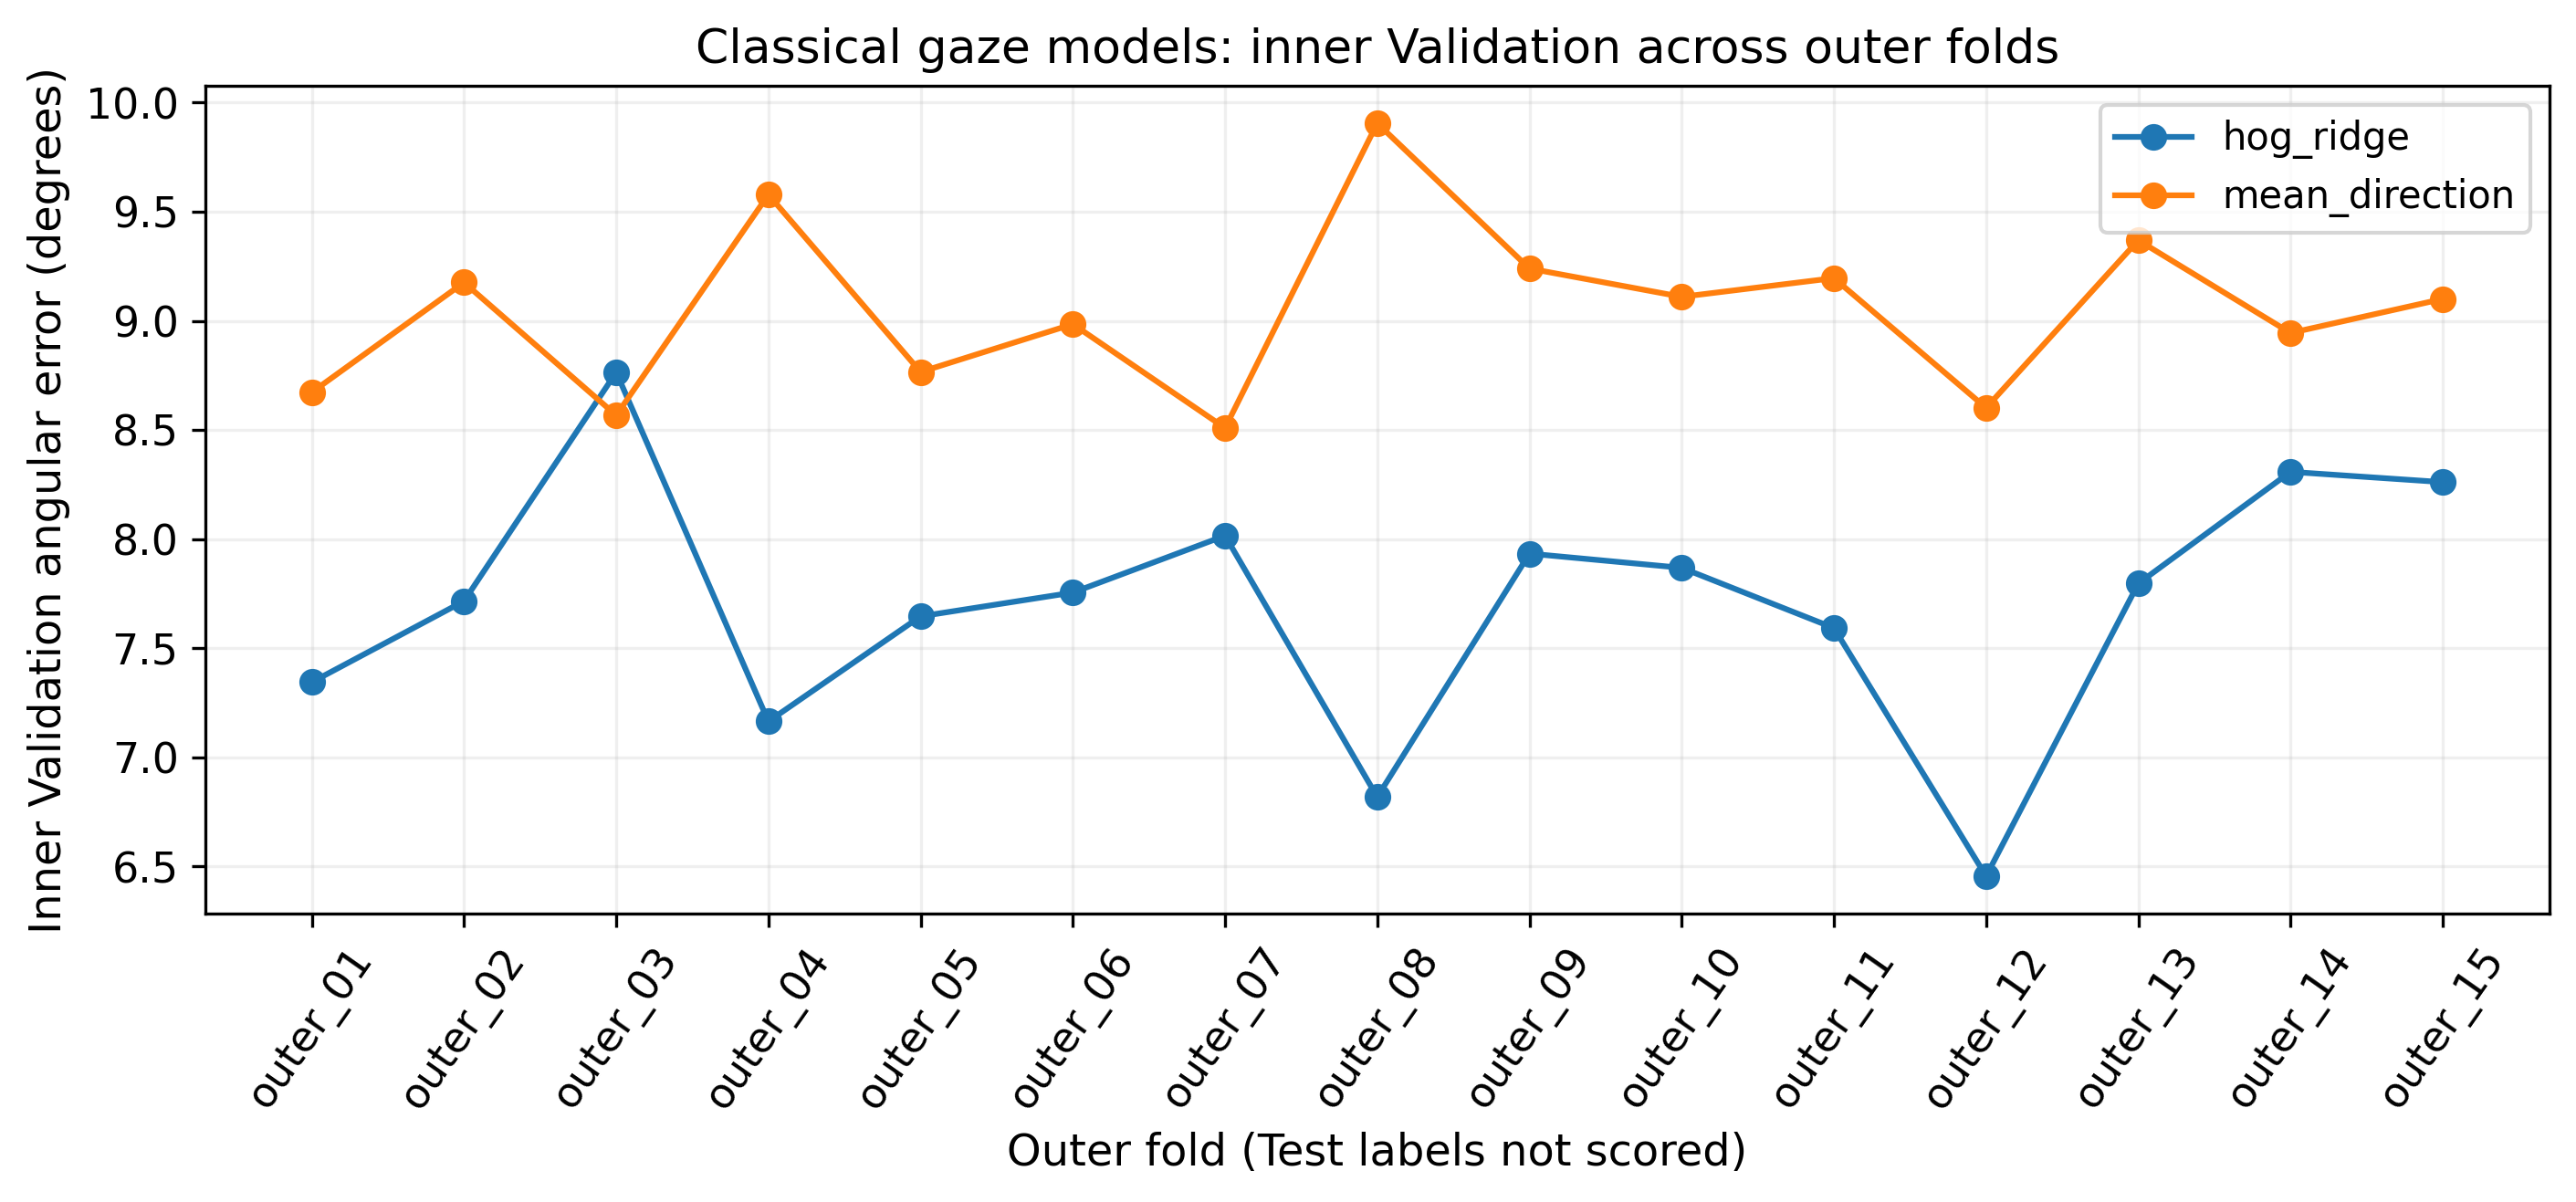 Classical gaze models: inner Validation across outer folds
Inner Validation angular error (degrees)
10.0
9.5
9.0
8.5
8.0
7.5
7.0
6.5
hog_ridge
mean_direction
outer_01
outer_02
outer_03
outer_04
outer_05
outer_06
outer_07
outer_08
outer_09
outer_10
outer_11
outer_12
outer_13
outer_14
outer_15
Outer fold (Test labels not scored)